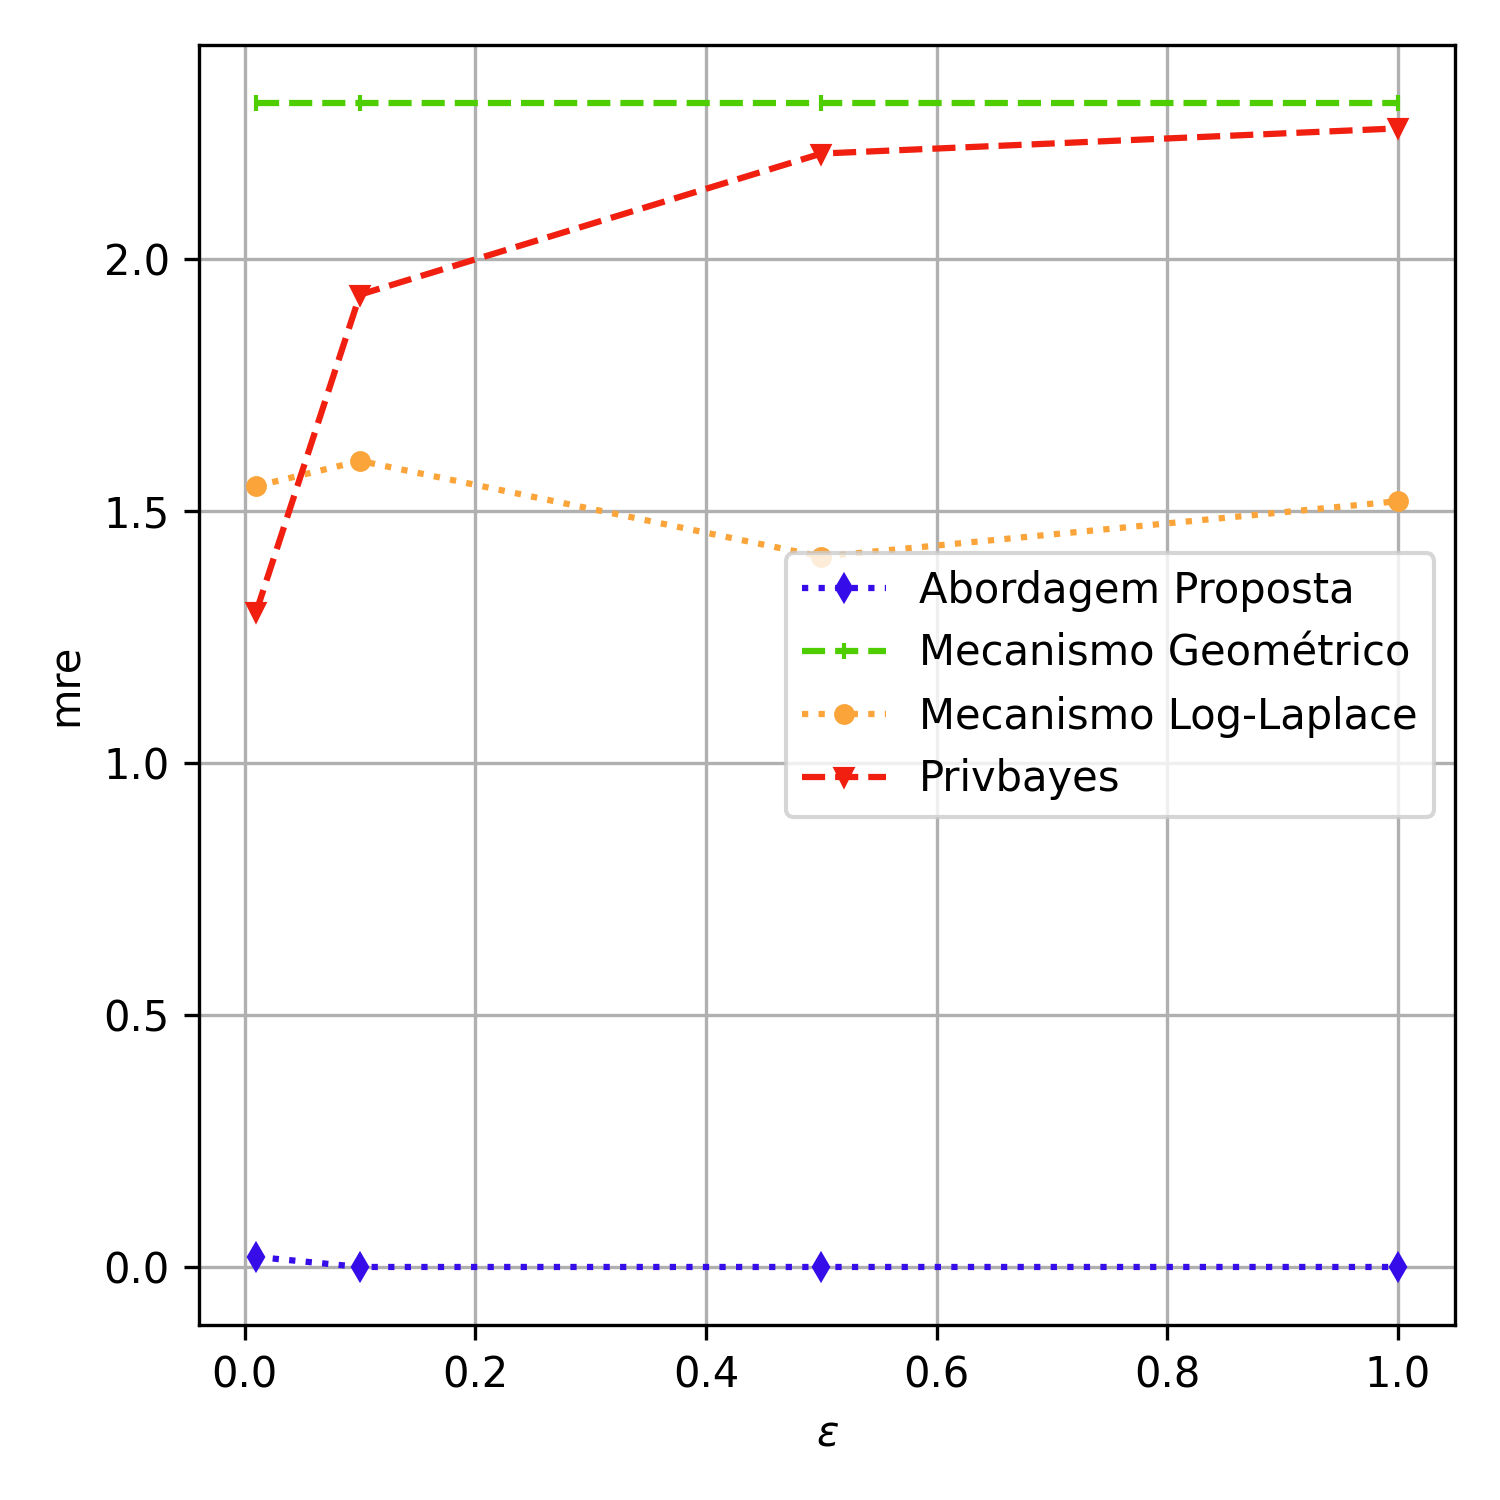 2.0
1.5
1.0
0.5
0.0
mre
Abordagem Proposta
Mecanismo Geométrico
Mecanismo Log-Laplace
Privbayes
0.0 0.2 0.4 0.6 0.8 1.0
ε